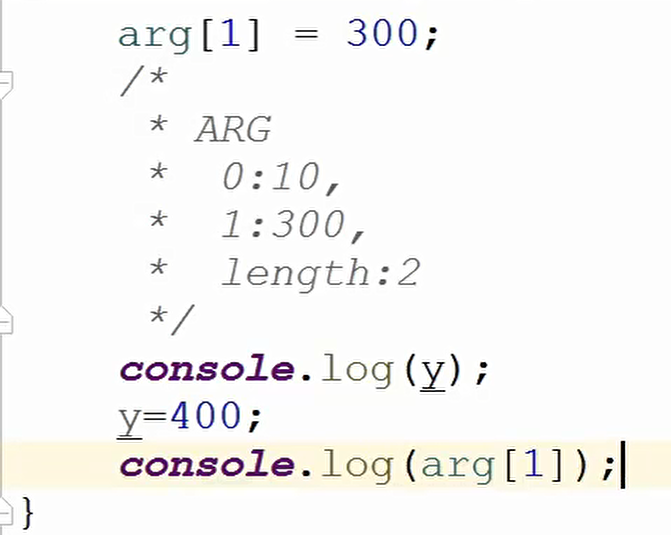 arg[1] = 300;
/*
* ARG
* 0:10,
* 1:300,
* length:2
*/
console.log(y);
y=400;
console.log(arg[1]);
}